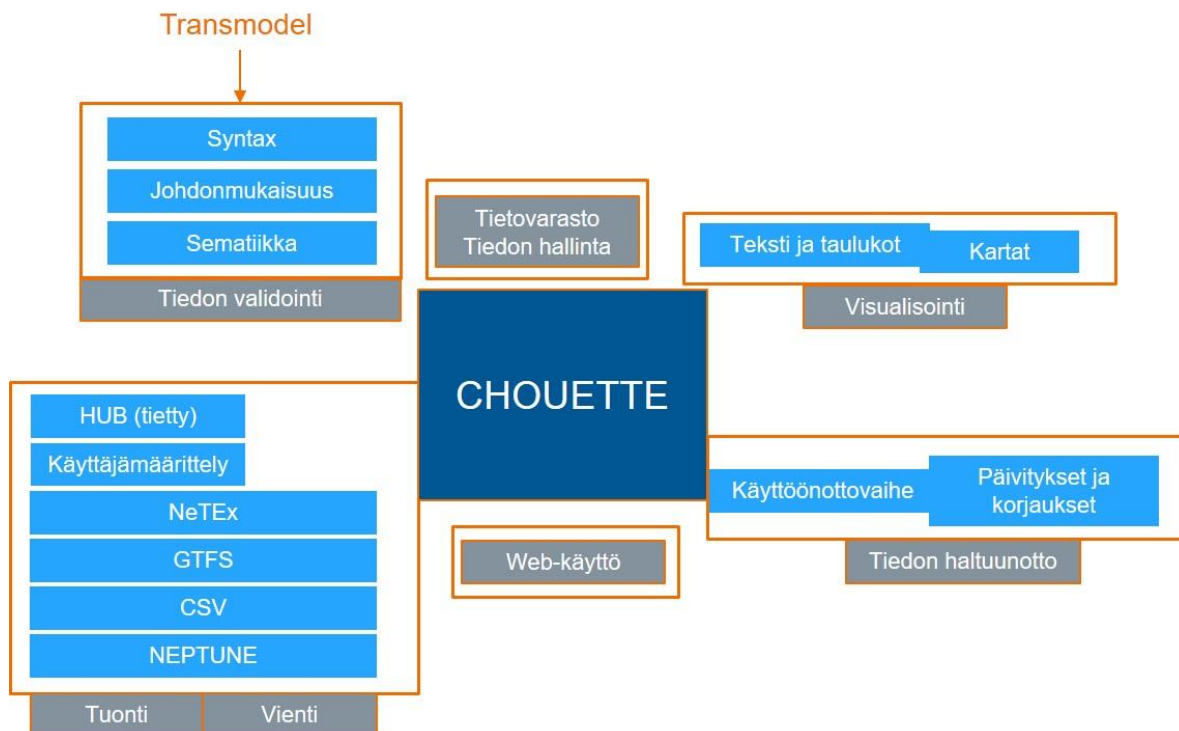 Transmodel
Syntax
Johdonmukaisuus
Sematiikka
Tiedon validointi
Tietovarasto
Tiedon hallinta
Teksti ja taulukot
Kartat
Visualisointi
CHOUETTE
HUB (tietty)
Käyttäjämäärittely
NeTEx
GTFS
CSV
NEPTUNE
Tuonti
Vienti
Web-käyttö
Käyttöönottovaihe
Päivitykset ja
korjaukset
Tiedon haltuunotto